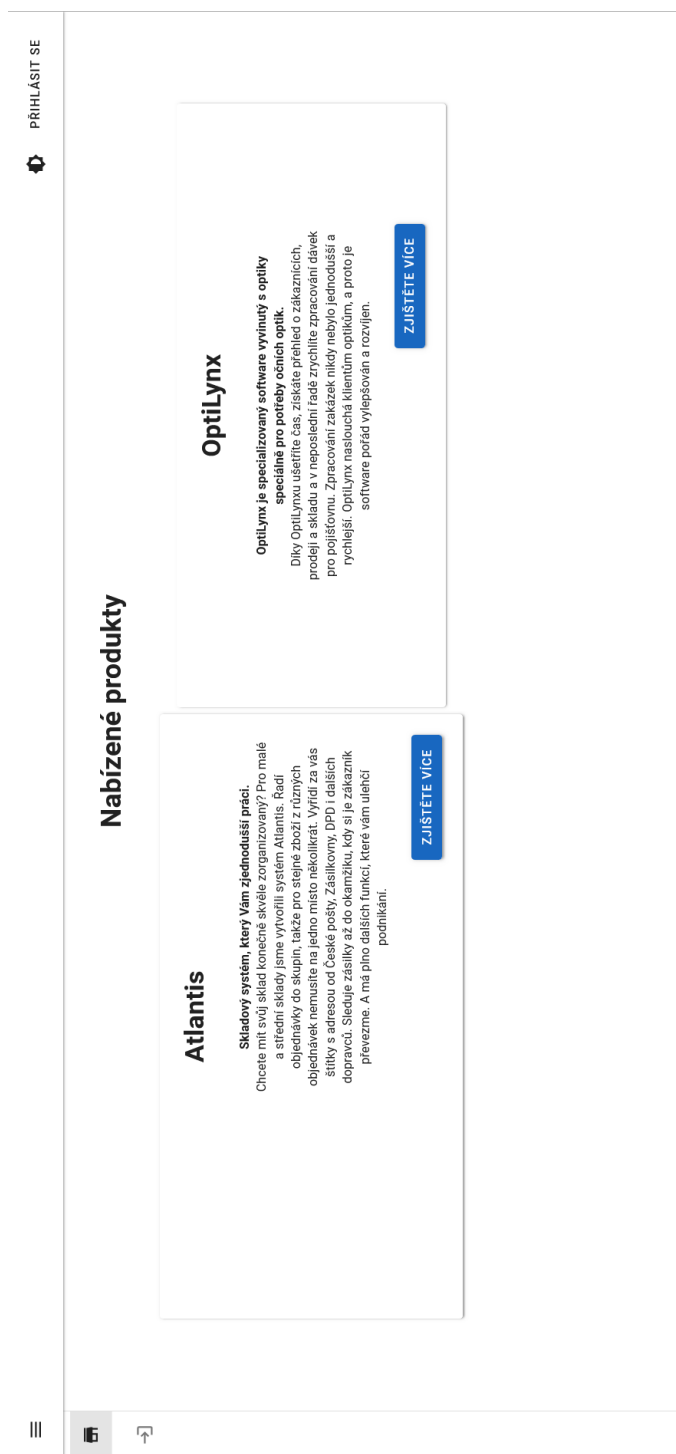 PŘIHLÁSIT SE
Nabízené produkty
Atlantis
Skladový systém, který Vám zjednodušší práci.
Chcete mít svůj sklad konečně skvěle zorganizovaný? Pro malé
a střední sklady jsme vytvořili systém Atlantis. Řadí
objednávky do skupin, takže pro stejné zboží z různých
objednávek nemusíte na jedno místo několikrát. Vyřídí za vás
štítky s adresou od České pošty, Zásilkovny, DPD i dalších
dopravců. Sleduje zásilky až do okamžiku, kdy si je zákazník
převezme. A má plno dalších funkcí, které vám ulehčí
podnikání.
ZJIŠTĚTE VÍCE
OptiLynx
OptiLynx je specializovaný software vyvinutý s optiky
speciálně pro potřeby očních optik.
Díky OptiLynxu ušetříte čas, získáte přehled o zákaznících,
prodeji a skladu a v neposlední řadě zrychlíte zpracování dávek
pro pojišťovnu. Zpracování zakázek nikdy nebylo jednodušší a
rychlejší. OptiLynx naslouchá klientům optikům, a proto je
software pořád vylepšován a rozvíjen.
ZJIŠTĚTE VÍCE